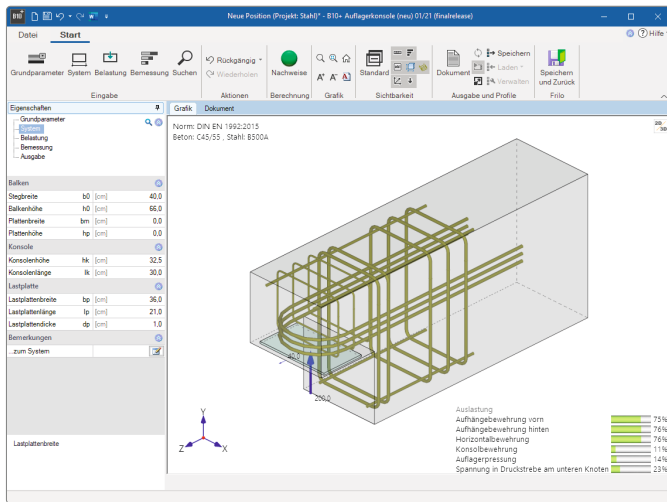 B10 Neue Position (Projekt: Stahl)* - B10+ Auflagerkonsole (neu) 01/21 (finalrelease)
Datei Start Hilfe
Grundparameter System Belastung Bemessung Suchen
Eingabe
Rückgängig
Wiederholen
Aktionen
Nachweise
Berechnung
Grafik
Standard
Sichtbarkeit
Dokument
Speichern
Laden
Verwalten
Ausgabe und Profile
Speichern
und Zurück
Frilo
Eigenschaften
Grundparameter
System
Belastung
Bemessung
Ausgabe
Balken
Stegbreite b0 [cm] 40,0
Balkenhöhe h0 [cm] 66,0
Plattenbreite bm [cm] 0,0
Plattenhöhe hp [cm] 0,0
Konsole
Konsolenhöhe hk [cm] 32,5
Konsolenlänge lk [cm] 30,0
Lastplatte
Lastplattenbreite bp [cm] 36,0
Lastplattenlänge lp [cm] 21,0
Lastplattendicke dp [cm] 1,0
Bemerkungen
...zum System
Lastplattenbreite
Grafik Dokument
Norm: DIN EN 1992:2015
Beton: C45/55 , Stahl: B500A
40,0
200,0
Y
Z X
Auslastung
Aufhängebewehrung vorn 75%
Aufhängebewehrung hinten 76%
Horizontalbewehrung 76%
Konsolbewehrung 11%
Auflagerpressung 14%
Spannung in Druckstrebe am unteren Knoten 23%